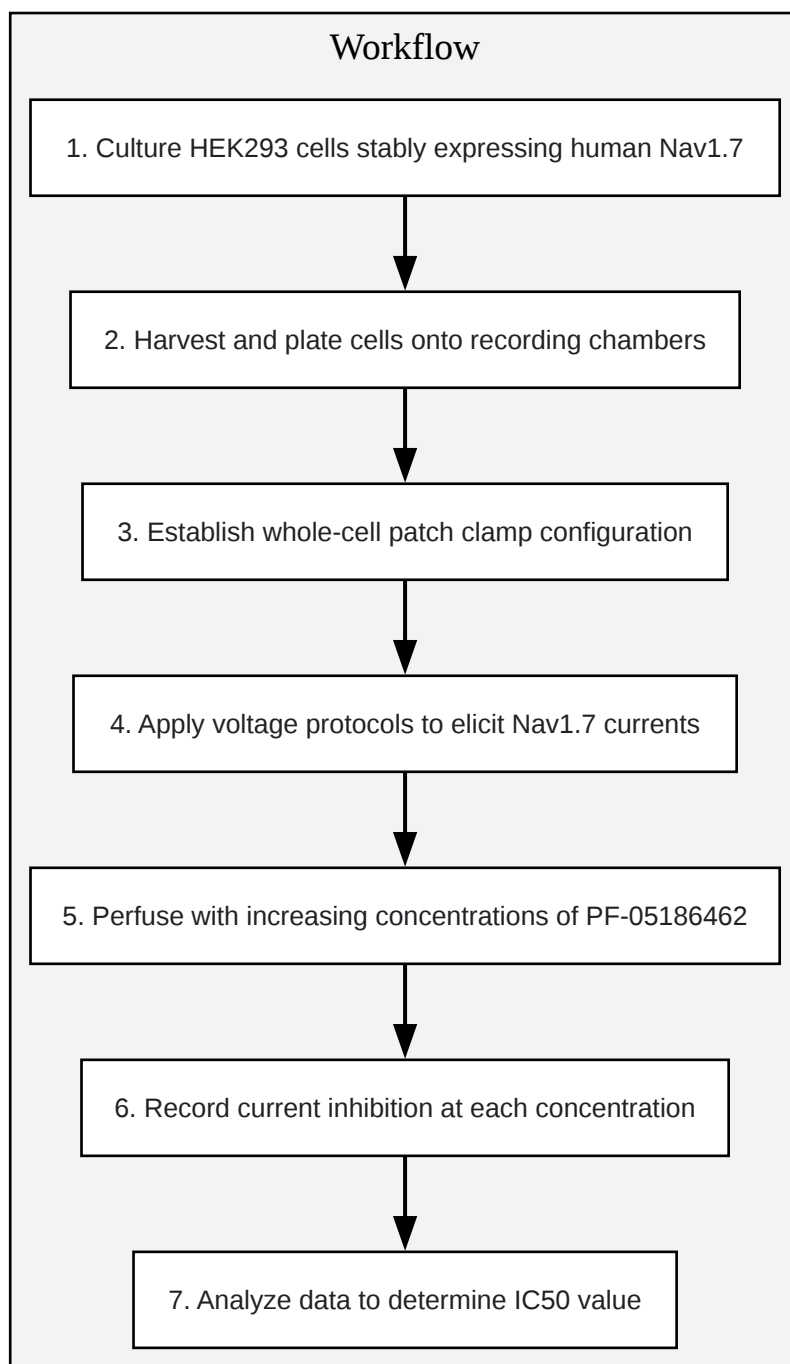 Workflow
1. Culture HEK293 cells stably expressing human Nav1.7
2. Harvest and plate cells onto recording chambers
3. Establish whole-cell patch clamp configuration
4. Apply voltage protocols to elicit Nav1.7 currents
5. Perfuse with increasing concentrations of PF-05186462
6. Record current inhibition at each concentration
7. Analyze data to determine IC50 value